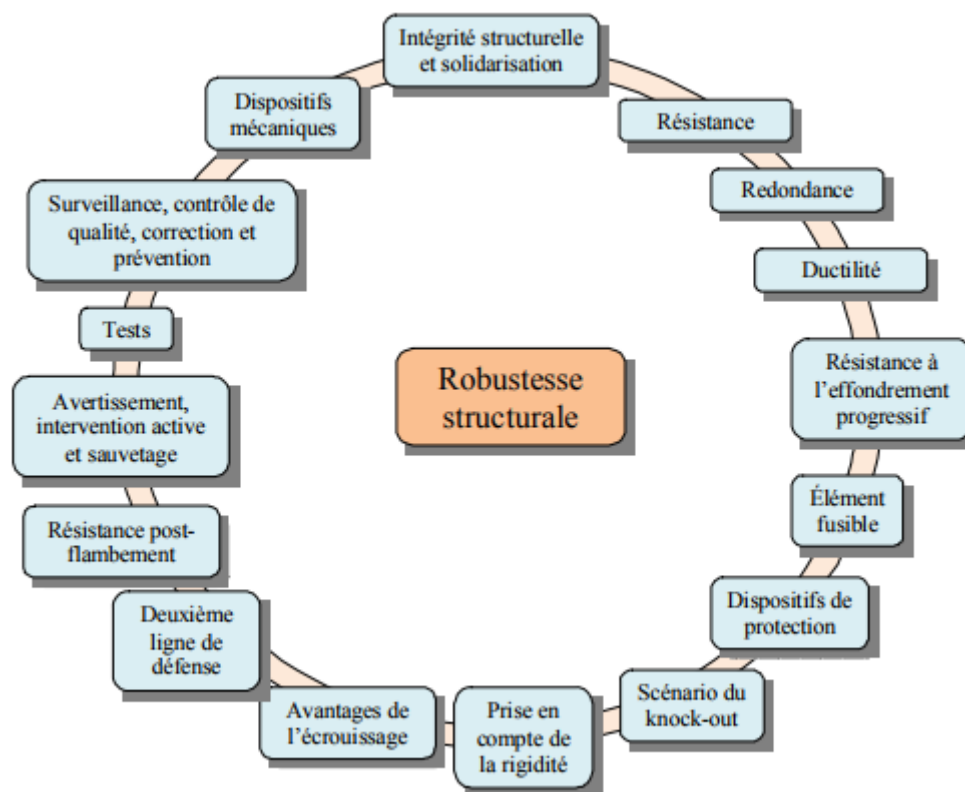 Intégrité structurelle
et solidarisation
Résistance
Redondance
Ductilité
Résistance à
l'effondrement
progressif
Élément
fusible
Dispositifs de
protection
Scénario du
knock-out
Prise en
compte de
la rigidité
Avantages de
l'écrouissage
Deuxième
ligne de
défense
Résistance post-
flambement
Avertissement,
intervention active
et sauvetage
Tests
Surveillance, contrôle de
qualité, correction et
prévention
Dispositifs
mécaniques
Robustesse
structurale